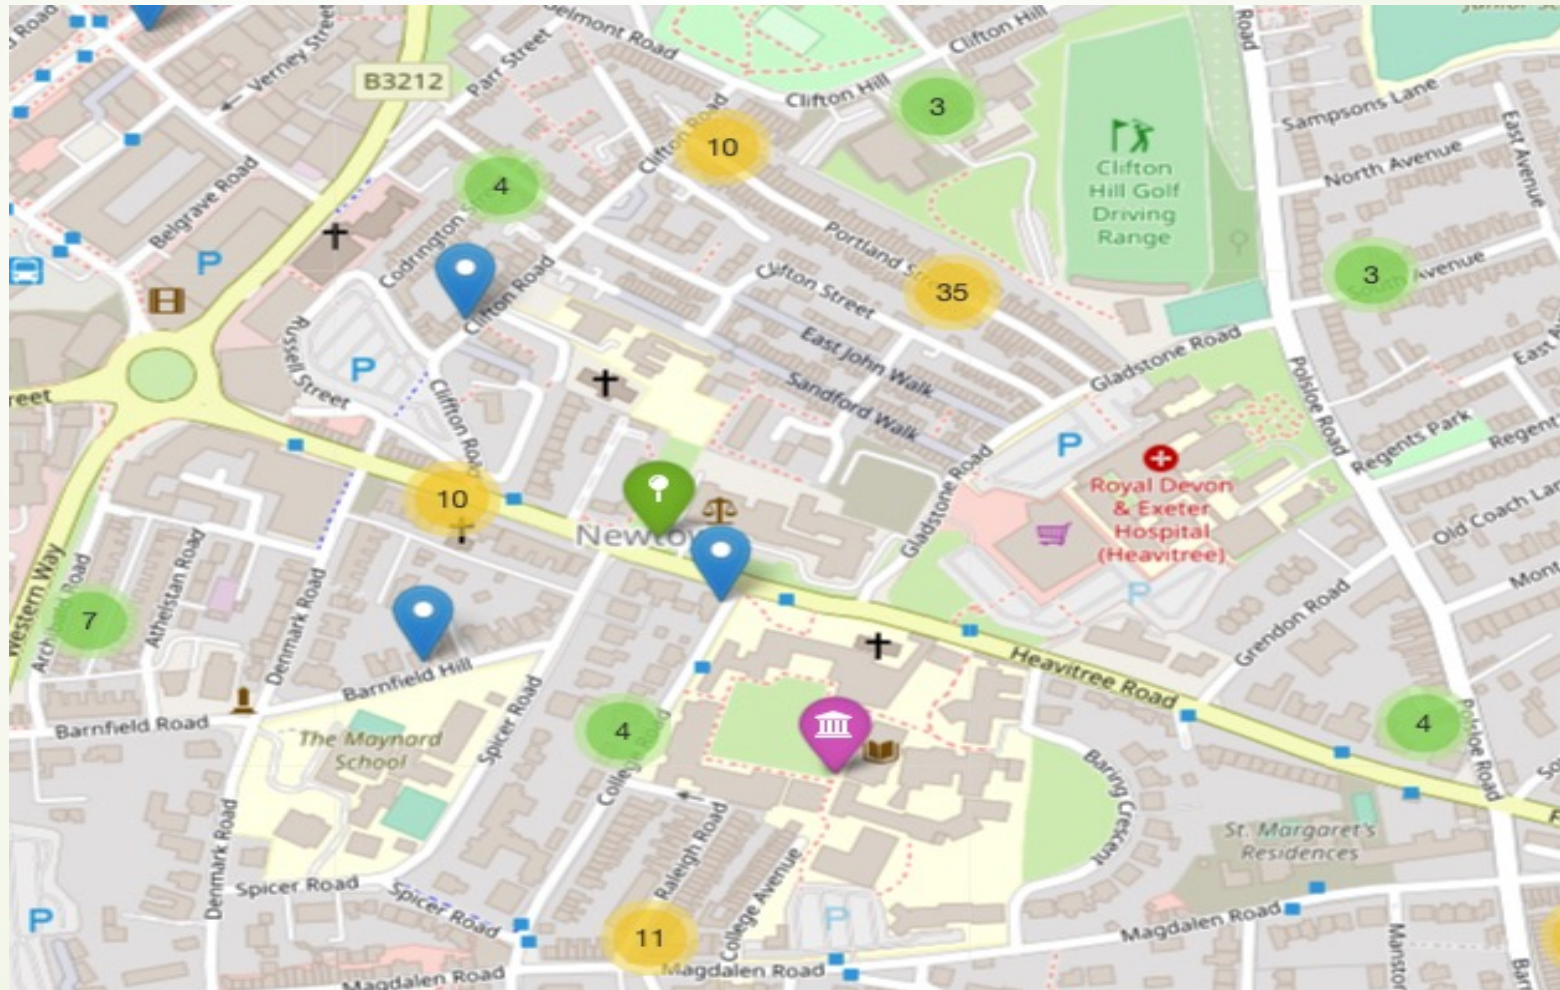 Belmont Road
Clifton Hill
Road
Verney Street
B3212
Parr Street
Clifton Hill
3
Sampsons Lane
East Avenue
10
Clifton Road
North Avenue
Clifton
Hill Golf
Driving
Range
4
Belgrave Road
Codrington
Portland
P
Clifton Road
Clifton Street
35
3
Avenue
Russell Street
P
East John Walk
Gladstone Road
Polsloe Road
Sandford Walk
Cliffton Road
P
Regents Park
Regent
Royal Devon
& Exeter
Hospital
(Heavitree)
10
Gladstone Road
Old Coach
Western Way
Athelstan Road
Denmark Road
P
7
Grendon Road
Heavitree Road
Barnfield Hill
Barnfield Road
The Maynard
School
Spicer Road
4
Road
4
Polsloe Road
Baring Crescent
St. Margaret's
Residences
Denmark Road
Raleigh Road
College Avenue
Spicer Road
Spicer Road
P
P
11
Magdalen Road
Magdalen Road
Magdalen Road